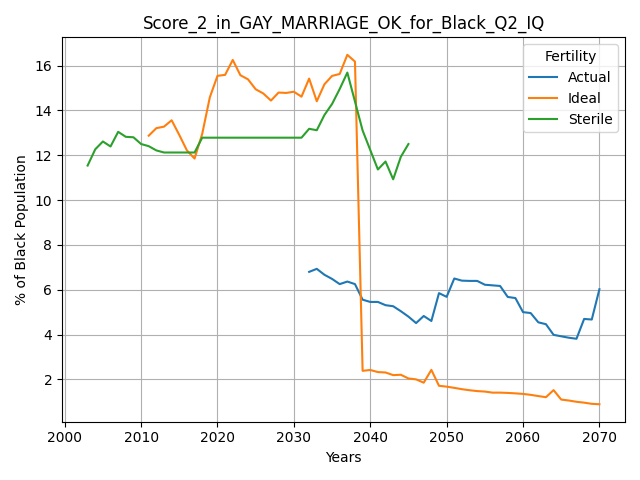 Score_2_in_GAY_MARRIAGE_OK_for_Black_Q2_IQ
Fertility
Actual
Ideal
Sterile
% of Black Population
16
14
12
10
8
6
4
2
2000 2010 2020 2030 2040 2050 2060 2070
Years